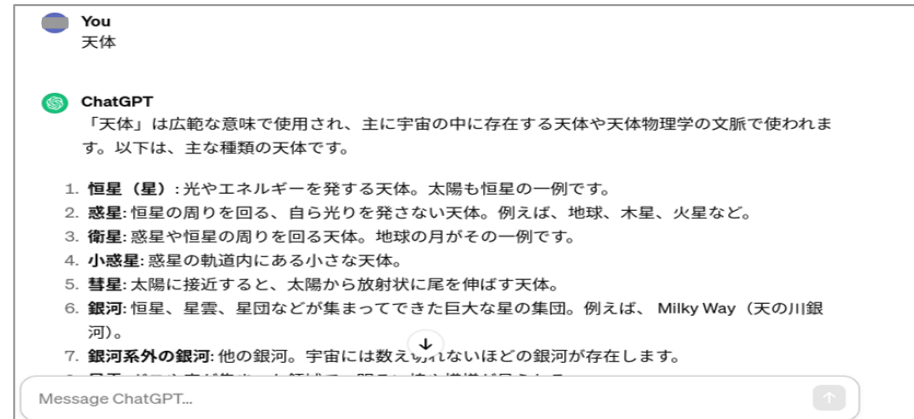 You
天体
ChatGPT
「天体」は広範な意味で使用され、主に宇宙の中に存在する天体や天体物理学の文脈で使われま
す。以下は、主な種類の天体です。
1. 恒星（星）: 光やエネルギーを発する天体。太陽も恒星の一例です。
2. 惑星: 恒星の周りを回る、自ら光りを発さない天体。例えば、地球、木星、火星など。
3. 衛星: 惑星や恒星の周りを回る天体。地球の月がその一例です。
4. 小惑星: 惑星の軌道内にある小さな天体。
5. 彗星: 太陽に接近すると、太陽から放射状に尾を伸ばす天体。
6. 銀河: 恒星、星雲、星団などが集まってできた巨大な星の集団。例えば、 Milky Way（天の川銀
河）。
7. 銀河系外の銀河: 他の銀河。宇宙には数え切れないほどの銀河が存在します。
Message ChatGPT...